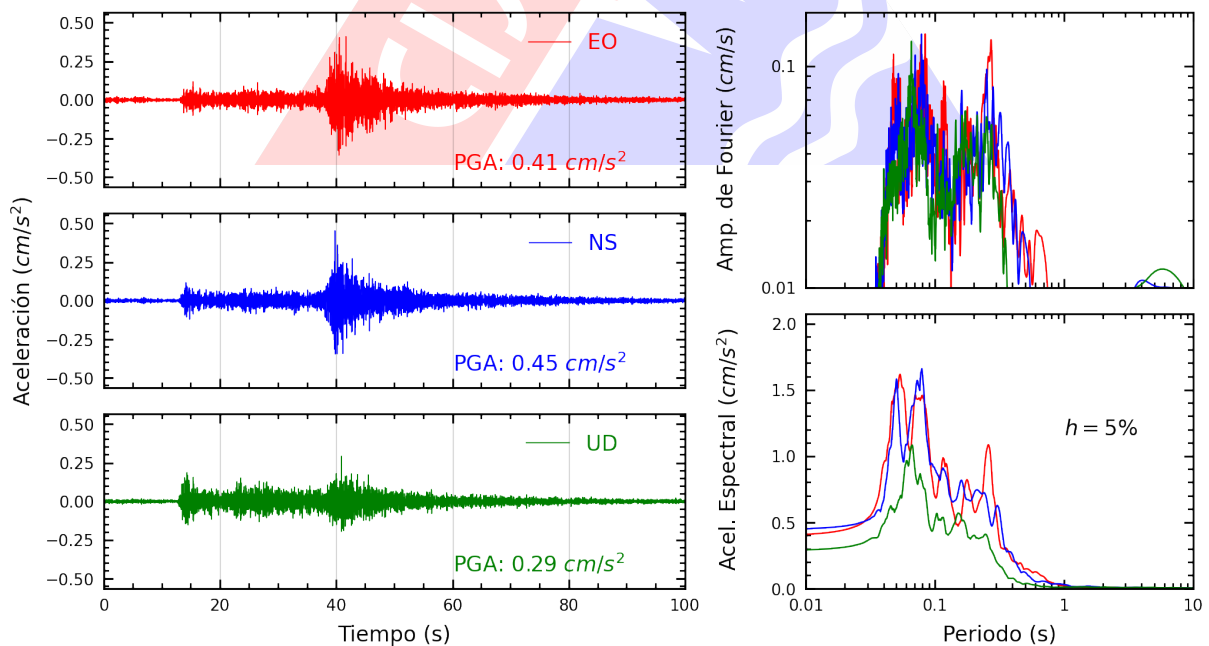 Aceleración (cm/s²)
0.50
0.25
0.00
−0.25
−0.50
EO
PGA: 0.41 cm/s²
0.50
0.25
0.00
−0.25
−0.50
NS
PGA: 0.45 cm/s²
0.50
0.25
0.00
−0.25
−0.50
UD
PGA: 0.29 cm/s²
0 20 40 60 80 100
Tiempo (s)
Amp. de Fourier (cm/s)
0.1
0.01
Acel. Espectral (cm/s²)
2.0
1.5
1.0
0.5
0.0
h = 5%
0.01 0.1 1 10
Periodo (s)